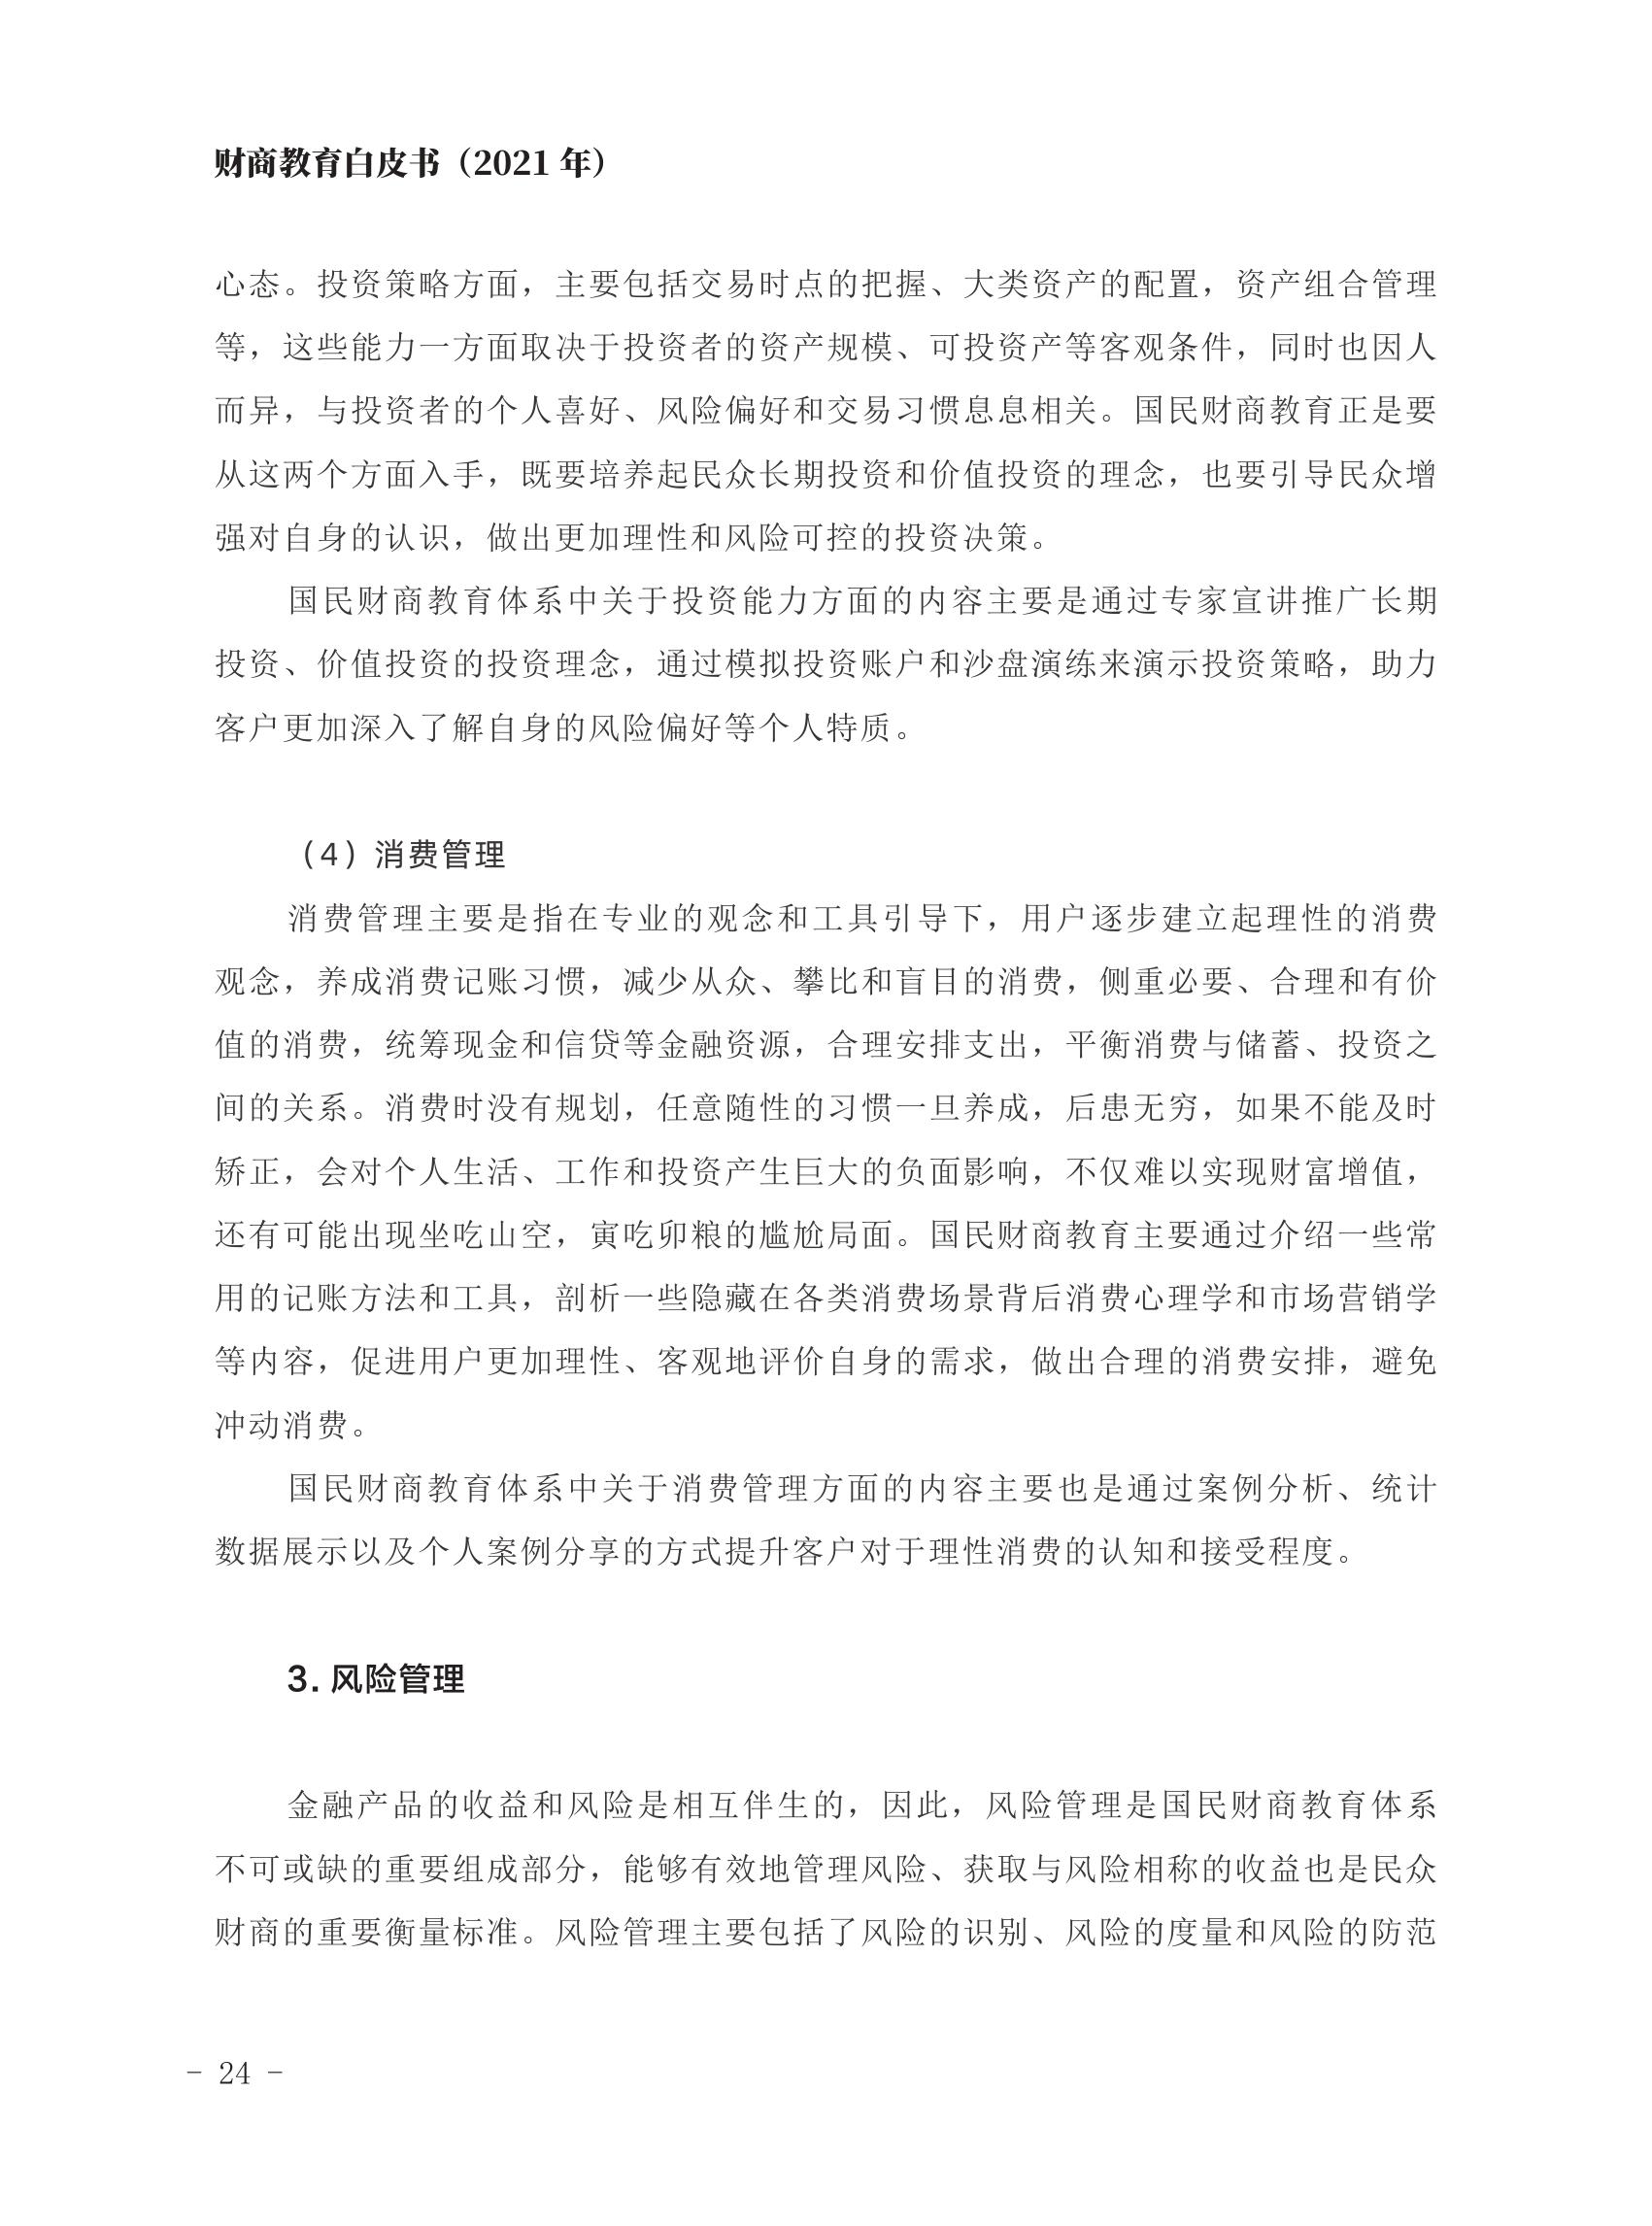 财商教育白皮书（2021 年）
心态。投资策略方面，主要包括交易时点的把握、大类资产的配置，资产组合管理
等，这些能力一方面取决于投资者的资产规模、可投资产等客观条件，同时也因人
而异，与投资者的个人喜好、风险偏好和交易习惯息息相关。国民财商教育正是要
从这两个方面入手，既要培养起民众长期投资和价值投资的理念，也要引导民众增
强对自身的认识，做出更加理性和风险可控的投资决策。
国民财商教育体系中关于投资能力方面的内容主要是通过专家宣讲推广长期
投资、价值投资的投资理念，通过模拟投资账户和沙盘演练来演示投资策略，助力
客户更加深入了解自身的风险偏好等个人特质。
（4）消费管理
消费管理主要是指在专业的观念和工具引导下，用户逐步建立起理性的消费
观念，养成消费记账习惯，减少从众、攀比和盲目的消费，侧重必要、合理和有价
值的消费，统筹现金和信贷等金融资源，合理安排支出，平衡消费与储蓄、投资之
间的关系。消费时没有规划，任意随性的习惯一旦养成，后患无穷，如果不能及时
矫正，会对个人生活、工作和投资产生巨大的负面影响，不仅难以实现财富增值，
还有可能出现坐吃山空，寅吃卯粮的尴尬局面。国民财商教育主要通过介绍一些常
用的记账方法和工具，剖析一些隐藏在各类消费场景背后消费心理学和市场营销学
等内容，促进用户更加理性、客观地评价自身的需求，做出合理的消费安排，避免
冲动消费。
国民财商教育体系中关于消费管理方面的内容主要也是通过案例分析、统计
数据展示以及个人案例分享的方式提升客户对于理性消费的认知和接受程度。
3. 风险管理
金融产品的收益和风险是相互伴生的，因此，风险管理是国民财商教育体系
不可或缺的重要组成部分，能够有效地管理风险、获取与风险相称的收益也是民众
财商的重要衡量标准。风险管理主要包括了风险的识别、风险的度量和风险的防范
- 24 -